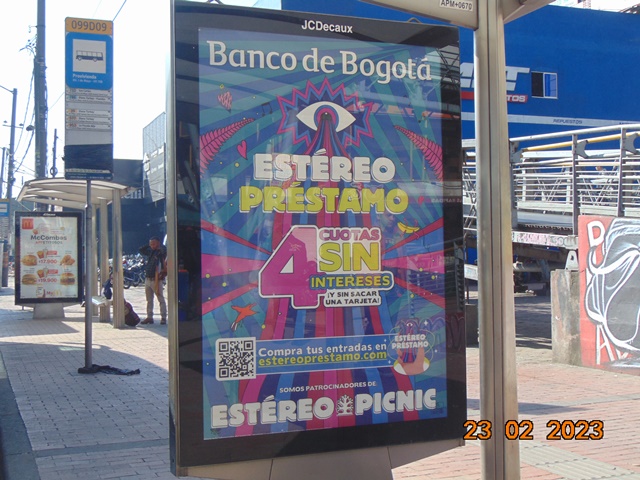 APM+0670
JCDecaux
099D09
Banco de Bogotá
ESTÉREO
PRÉSTAMO
4 CUOTAS
SIN
INTERESES
¡Y SIN SACAR
UNA TARJETA!
Compra tus entradas en
estereoprestamo.com
ESTÉREO
PRÉSTAMO
SOMOS PATROCINADORES DE
ESTÉREO PICNIC
McCombos
REPUESTOS
23 02 2023